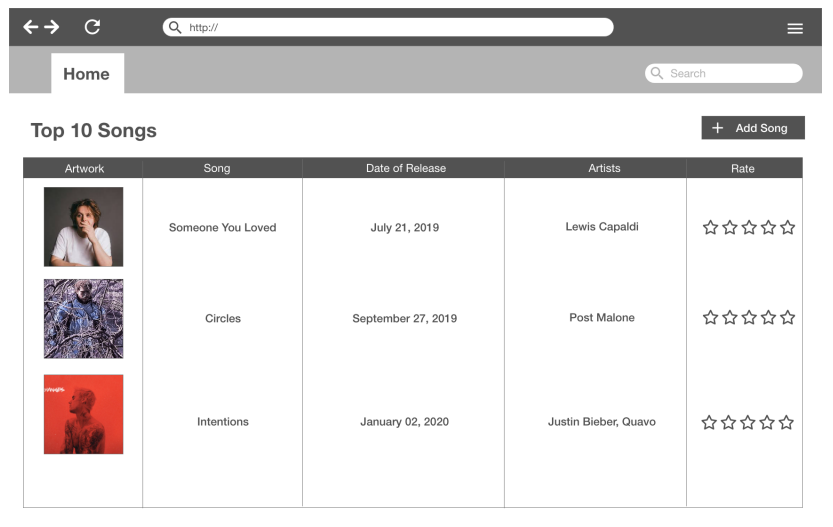 http://
Home
Search
Top 10 Songs
+ Add Song
Artwork Song Date of Release Artists Rate
Someone You Loved July 21, 2019 Lewis Capaldi
Circles September 27, 2019 Post Malone
Intentions January 02, 2020 Justin Bieber, Quavo